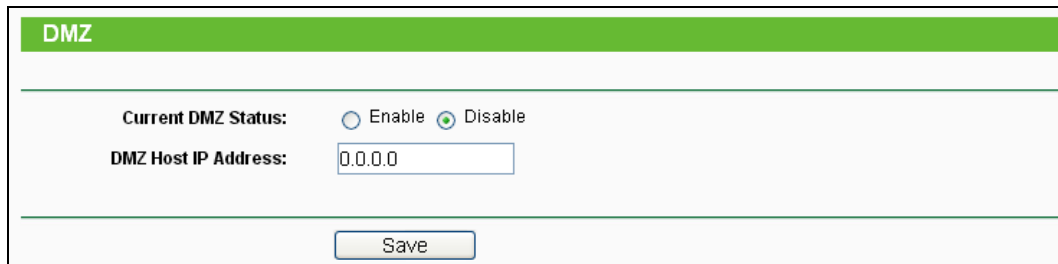 DMZ
Current DMZ Status: Enable Disable
DMZ Host IP Address: 0.0.0.0
Save